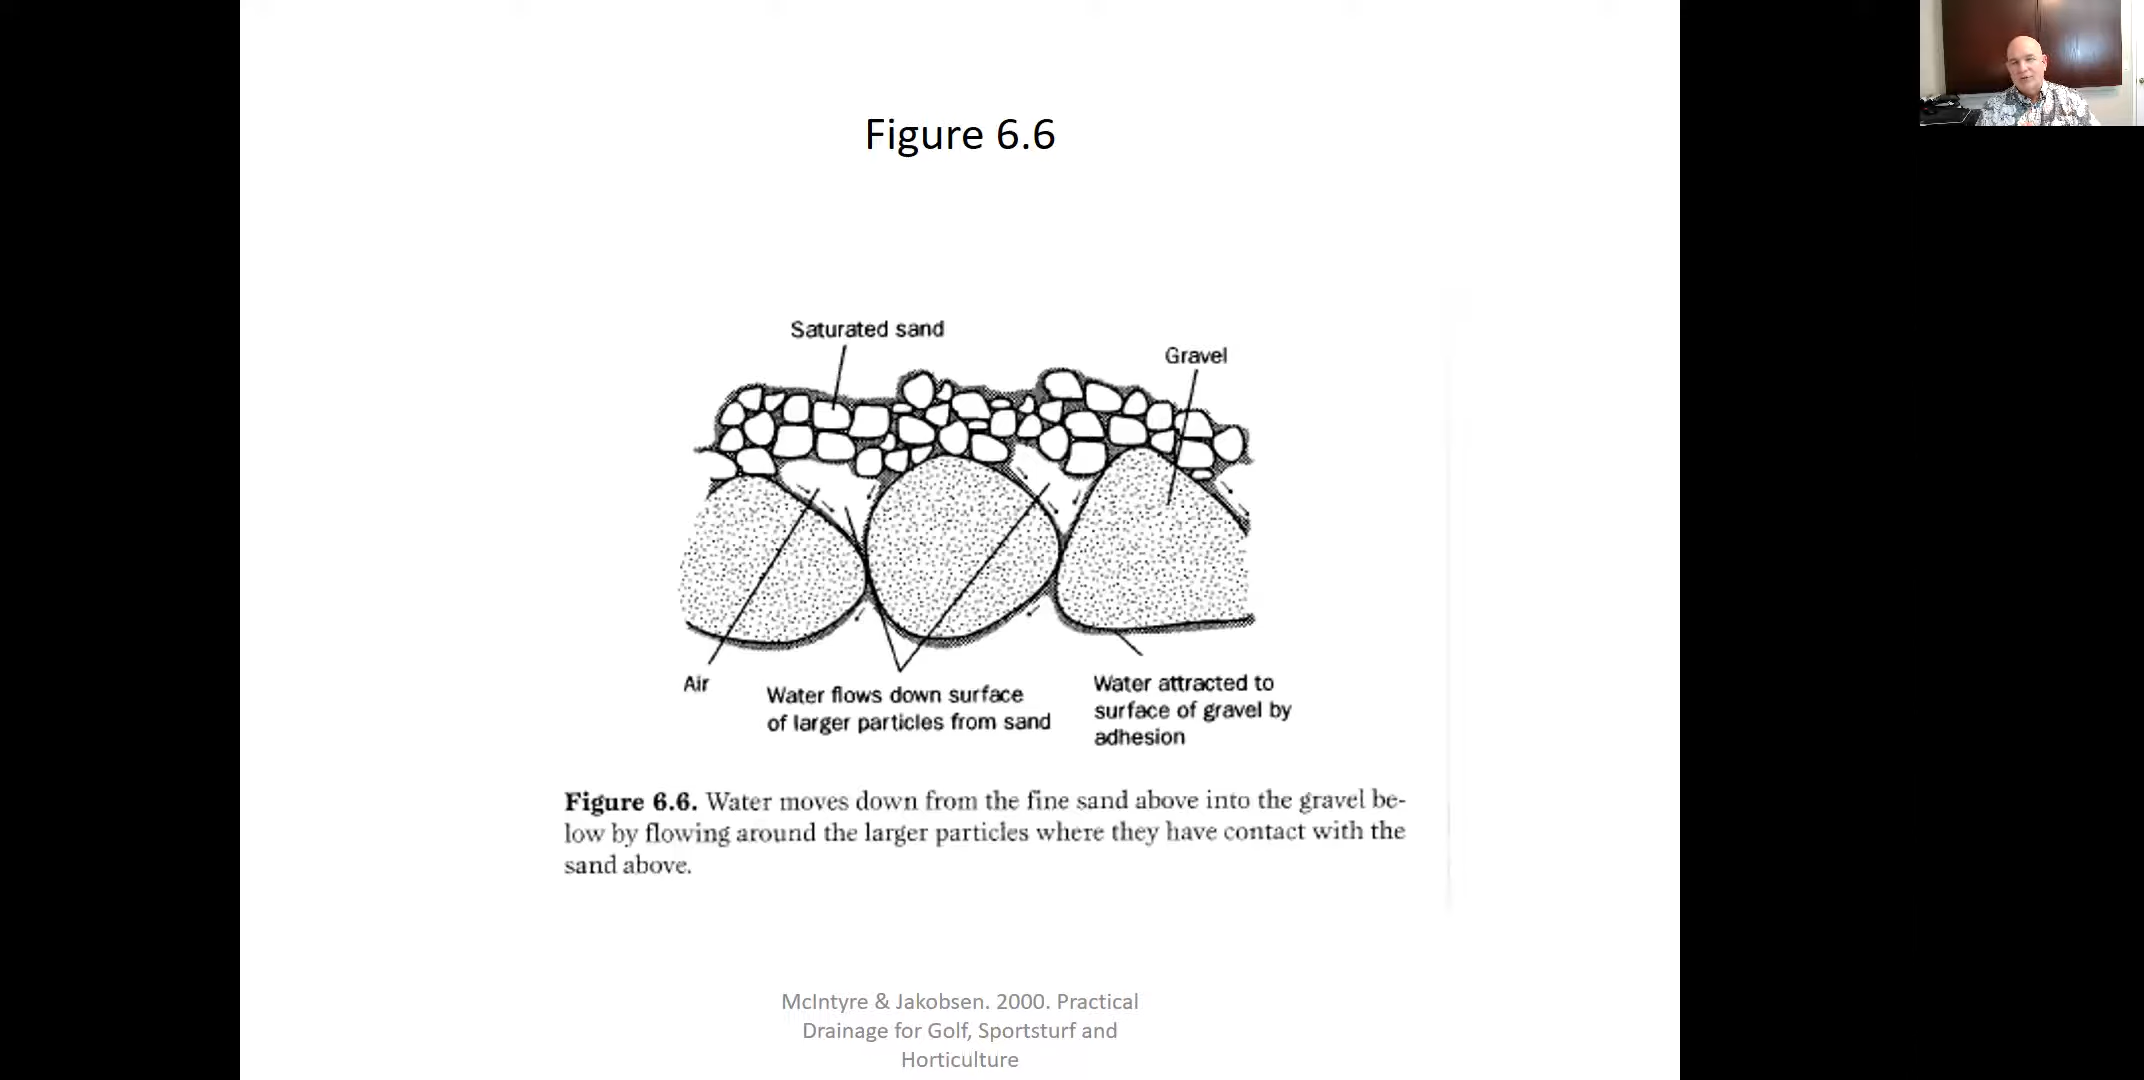 Figure 6.6
Saturated sand
Gravel
Air
Water flows down surface
of larger particles from sand
Water attracted to
surface of gravel by
adhesion
Figure 6.6. Water moves down from the fine sand above into the gravel be-
low by flowing around the larger particles where they have contact with the
sand above.
McIntyre & Jakobsen. 2000. Practical
Drainage for Golf, Sportsturf and
Horticulture